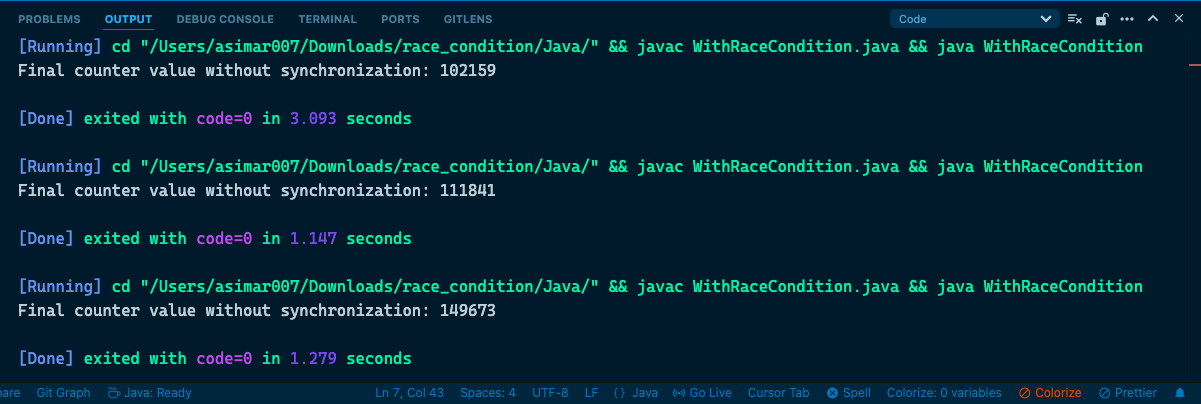 PROBLEMS OUTPUT DEBUG CONSOLE TERMINAL PORTS GITLENS Code
[Running] cd "/Users/asimar007/Downloads/race_condition/Java/" && javac WithRaceCondition.java && java WithRaceCondition
Final counter value without synchronization: 102159
[Done] exited with code=0 in 3.093 seconds
[Running] cd "/Users/asimar007/Downloads/race_condition/Java/" && javac WithRaceCondition.java && java WithRaceCondition
Final counter value without synchronization: 111841
[Done] exited with code=0 in 1.147 seconds
[Running] cd "/Users/asimar007/Downloads/race_condition/Java/" && javac WithRaceCondition.java && java WithRaceCondition
Final counter value without synchronization: 149673
[Done] exited with code=0 in 1.279 seconds
hare Git Graph Java: Ready Ln 7, Col 43 Spaces: 4 UTF-8 LF {} Java Go Live Cursor Tab Spell Colorize: 0 variables Colorize Prettier